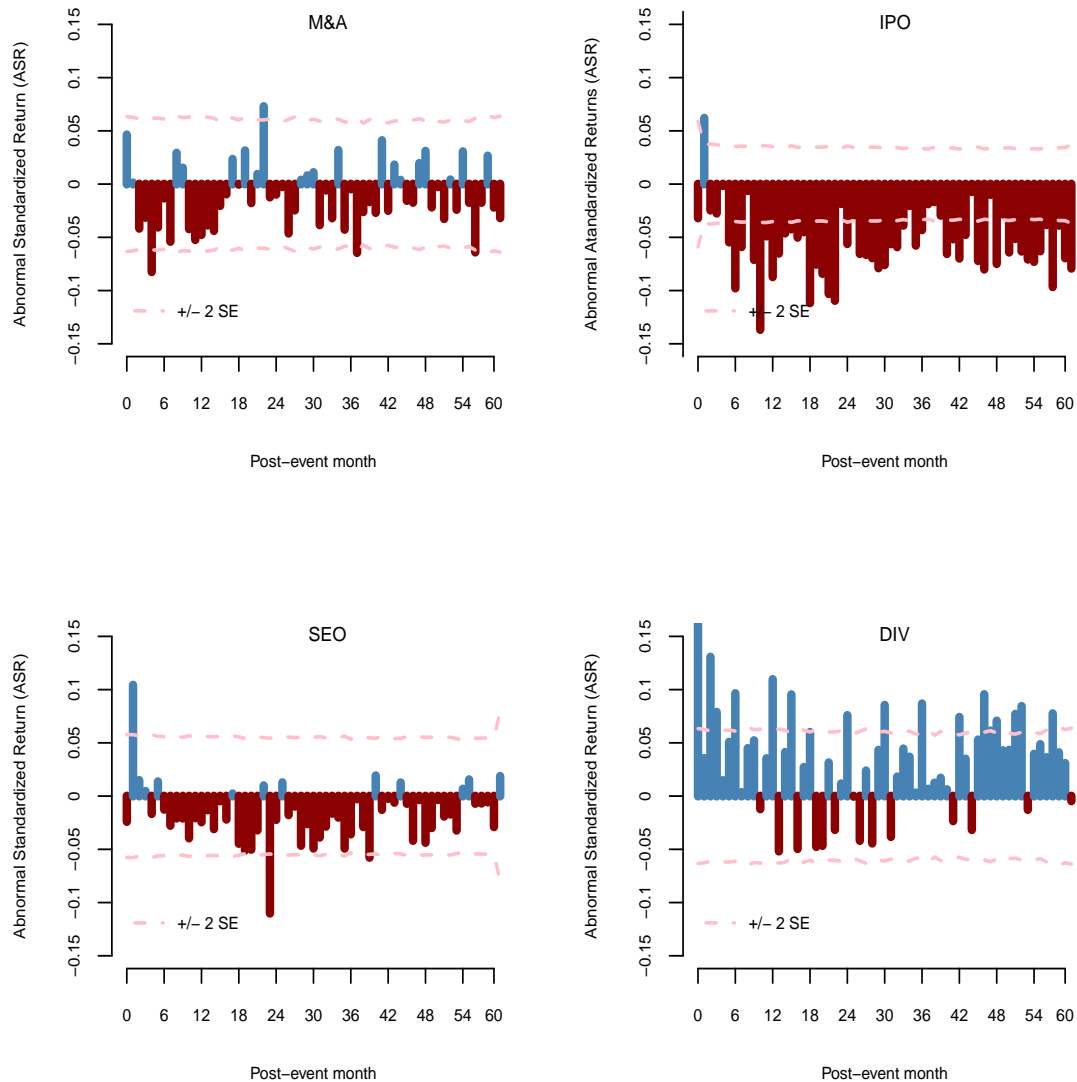 M&A
Abnormal Standardized Return (ASR)
0.15
0.1
0.05
0
−0.05
−0.1
−0.15
+/− 2 SE
0 6 12 18 24 30 36 42 48 54 60
Post−event month
IPO
Abnormal Atandardized Returns (ASR)
0.15
0.1
0.05
0
−0.05
−0.1
−0.15
+/− 2 SE
0 6 12 18 24 30 36 42 48 54 60
Post−event month
SEO
Abnormal Standardized Return (ASR)
0.15
0.1
0.05
0
−0.05
−0.1
−0.15
+/− 2 SE
0 6 12 18 24 30 36 42 48 54 60
Post−event month
DIV
Abnormal Standardized Return (ASR)
0.15
0.1
0.05
0
−0.05
−0.1
−0.15
+/− 2 SE
0 6 12 18 24 30 36 42 48 54 60
Post−event month